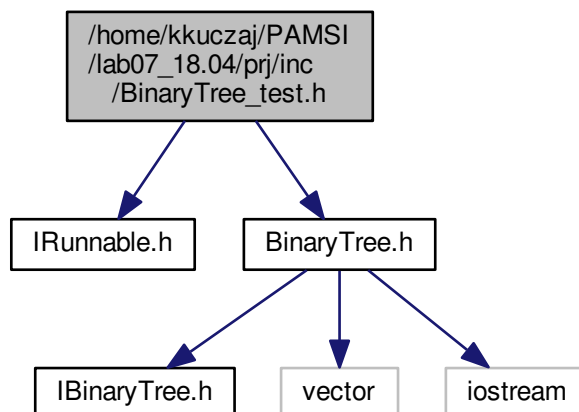 /home/kkuczaj/PAMSI
/lab07_18.04/prj/inc
/BinaryTree_test.h
IRunnable.h
BinaryTree.h
IBinaryTree.h
vector
iostream